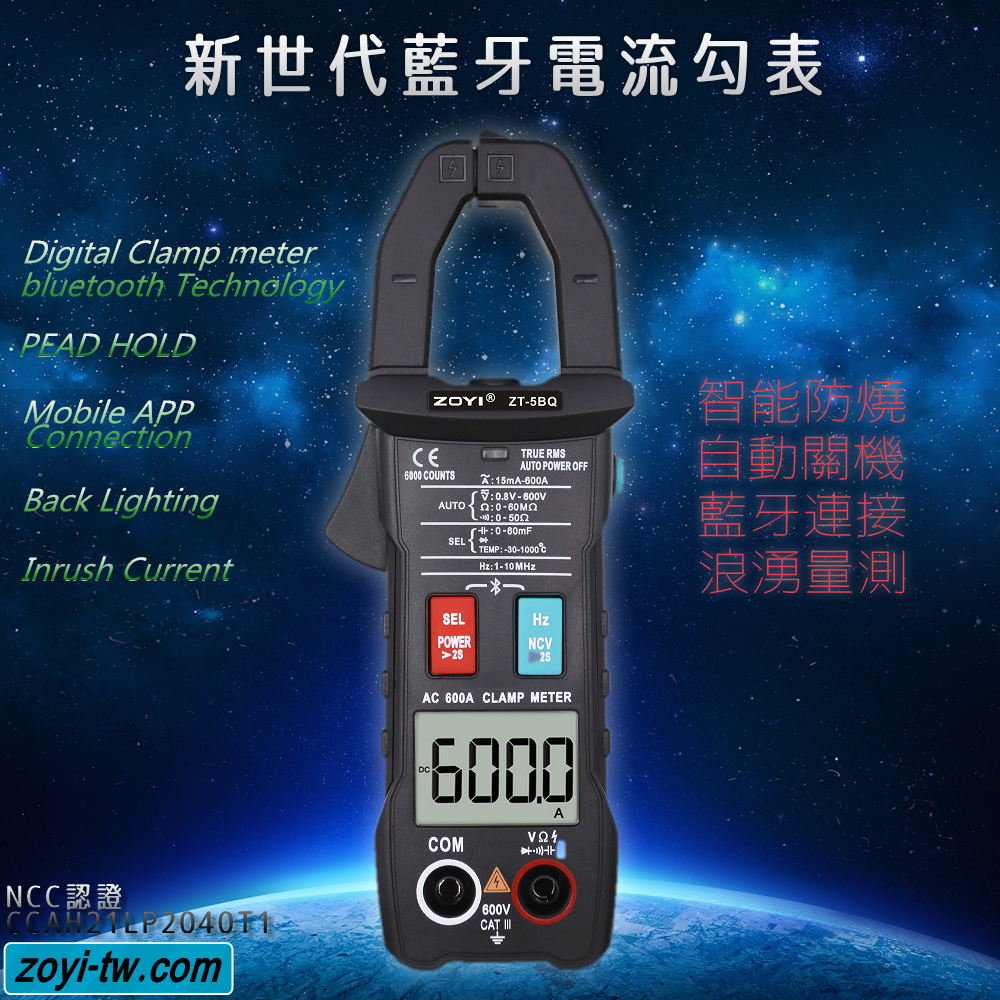 新世代藍牙電流勾表
Digital Clamp meter
bluetooth Technology
PEAD HOLD
Mobile APP
Connection
Back Lighting
Inrush Current
智能防燒
自動關機
藍牙連接
浪湧量測
ZOYI® ZT-5BQ
CE
6000 COUNTS
TRUE RMS
AUTO POWER OFF
A:15mA-600A
AUTO
V:0.8V-600V
Ω:0-60MΩ
:0-50Ω
SEL
:0-60mF
TEMP:-30-1000℃
Hz:1-10MHz
SEL
POWER
>2S
Hz
NCV
>2S
AC 600A CLAMP METER
DC
600.0
A
COM
VΩ
600V
CAT III
NCC認證
CCAH21LP2040T1
zoyi-tw.com